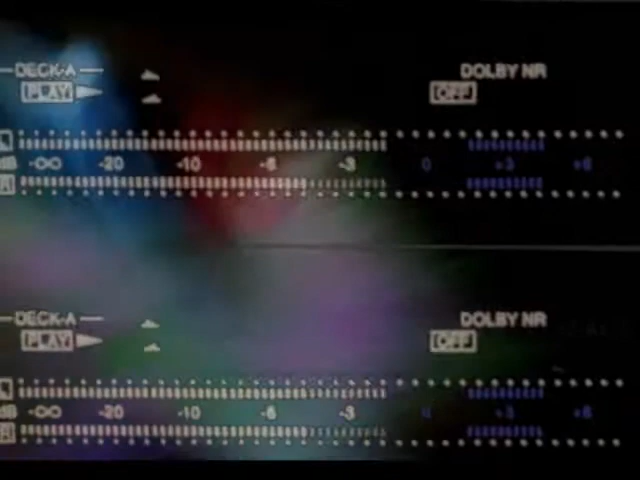 DECK-A DOLBY NR
PLAY OFF
L
dB -∞ -20 -10 -6 -3 0 +3 +6
R
DECK-A DOLBY NR
PLAY OFF
L
dB -∞ -20 -10 -6 -3 +3 +6
R